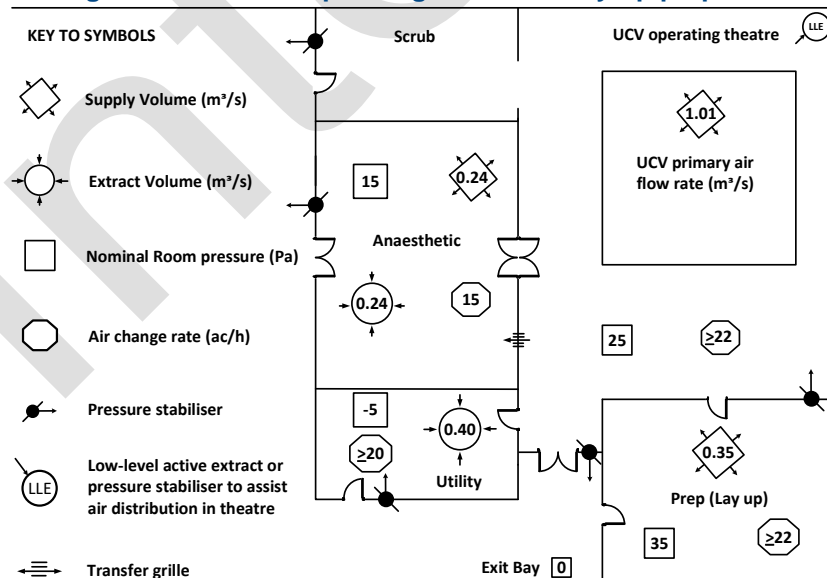 KEY TO SYMBOLS
Supply Volume (m³/s)
Extract Volume (m³/s)
Nominal Room pressure (Pa)
Air change rate (ac/h)
Pressure stabiliser
LLE
Low-level active extract or
pressure stabiliser to assist
air distribution in theatre
Transfer grille
Scrub
15
0.24
Anaesthetic
0.24
15
-5
≥20
0.40
Utility
UCV operating theatre
LLE
1.01
UCV primary air
flow rate (m³/s)
25
≥22
0.35
Prep (Lay up)
35
≥22
Exit Bay 0